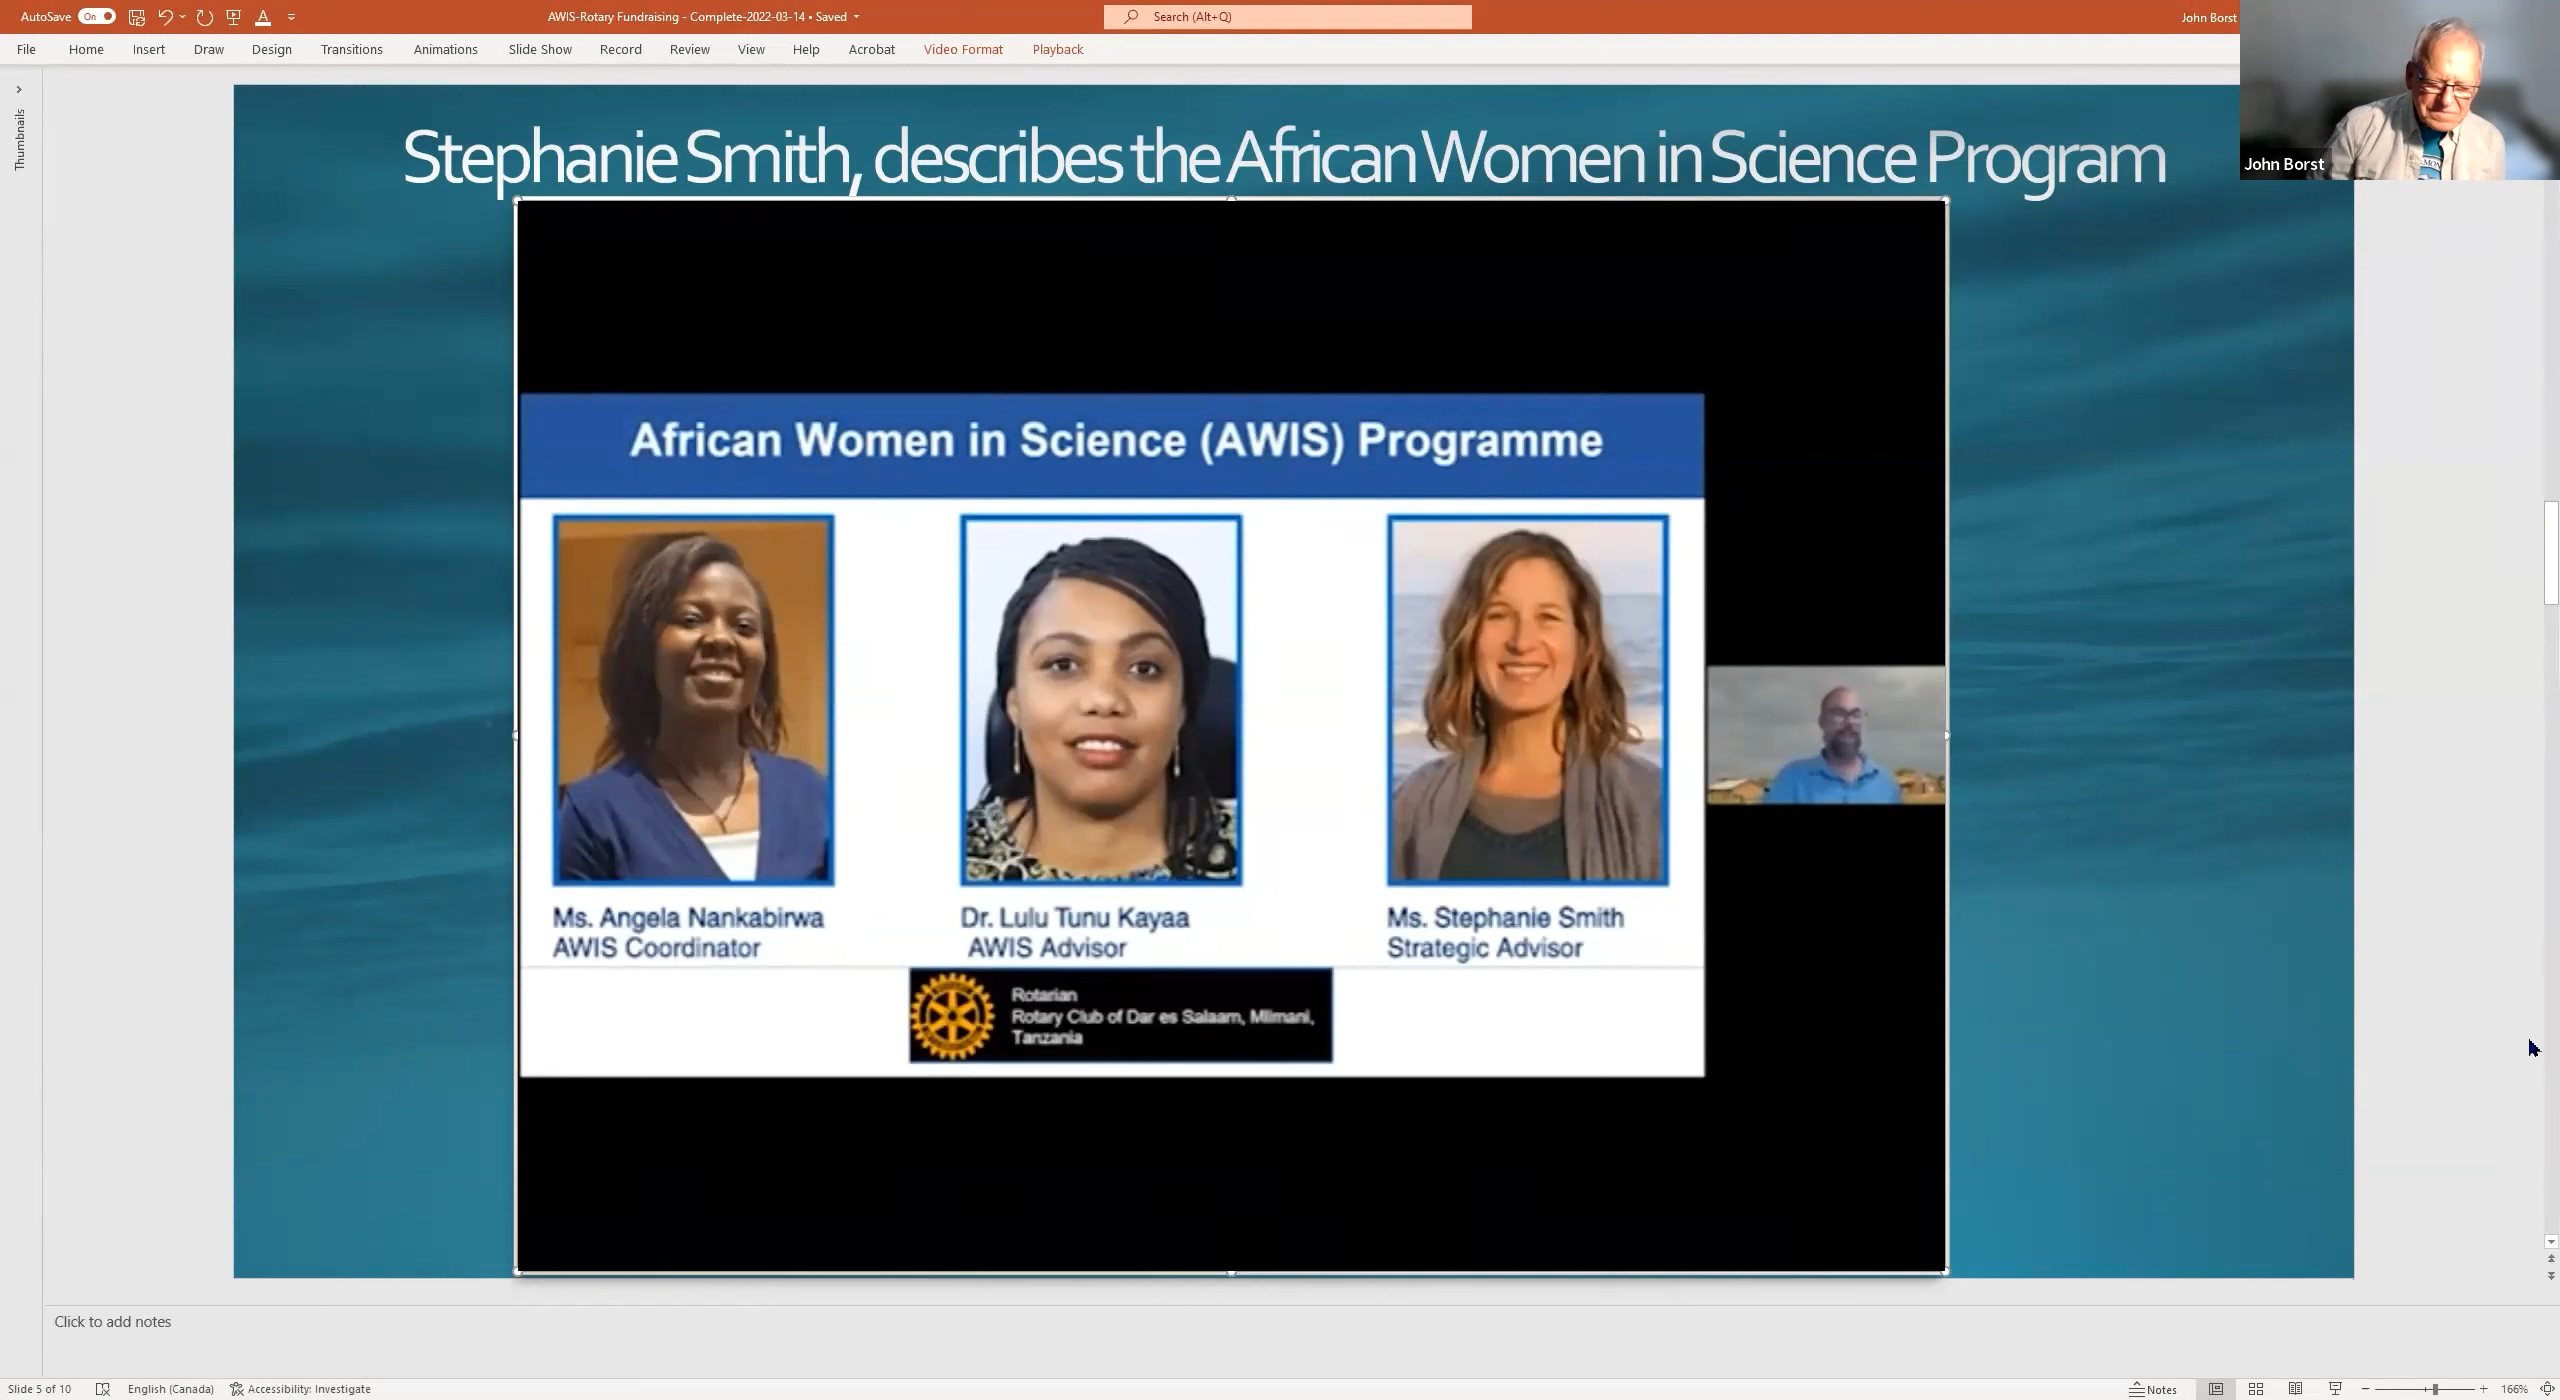 AutoSave On
AWIS-Rotary Fundraising - Complete-2022-03-14 • Saved
Search (Alt+Q)
John Borst
File Home Insert Draw Design Transitions Animations Slide Show Record Review View Help Acrobat Video Format Playback
Thumbnails
John Borst
Stephanie Smith, describes the African Women in Science Program
African Women in Science (AWIS) Programme
Ms. Angela Nankabirwa
AWIS Coordinator
Dr. Lulu Tunu Kayaa
AWIS Advisor
Ms. Stephanie Smith
Strategic Advisor
Rotarian
Rotary Club of Dar es Salaam, Mlimani,
Tanzania
Click to add notes
Slide 5 of 10 English (Canada) Accessibility: Investigate Notes 166%